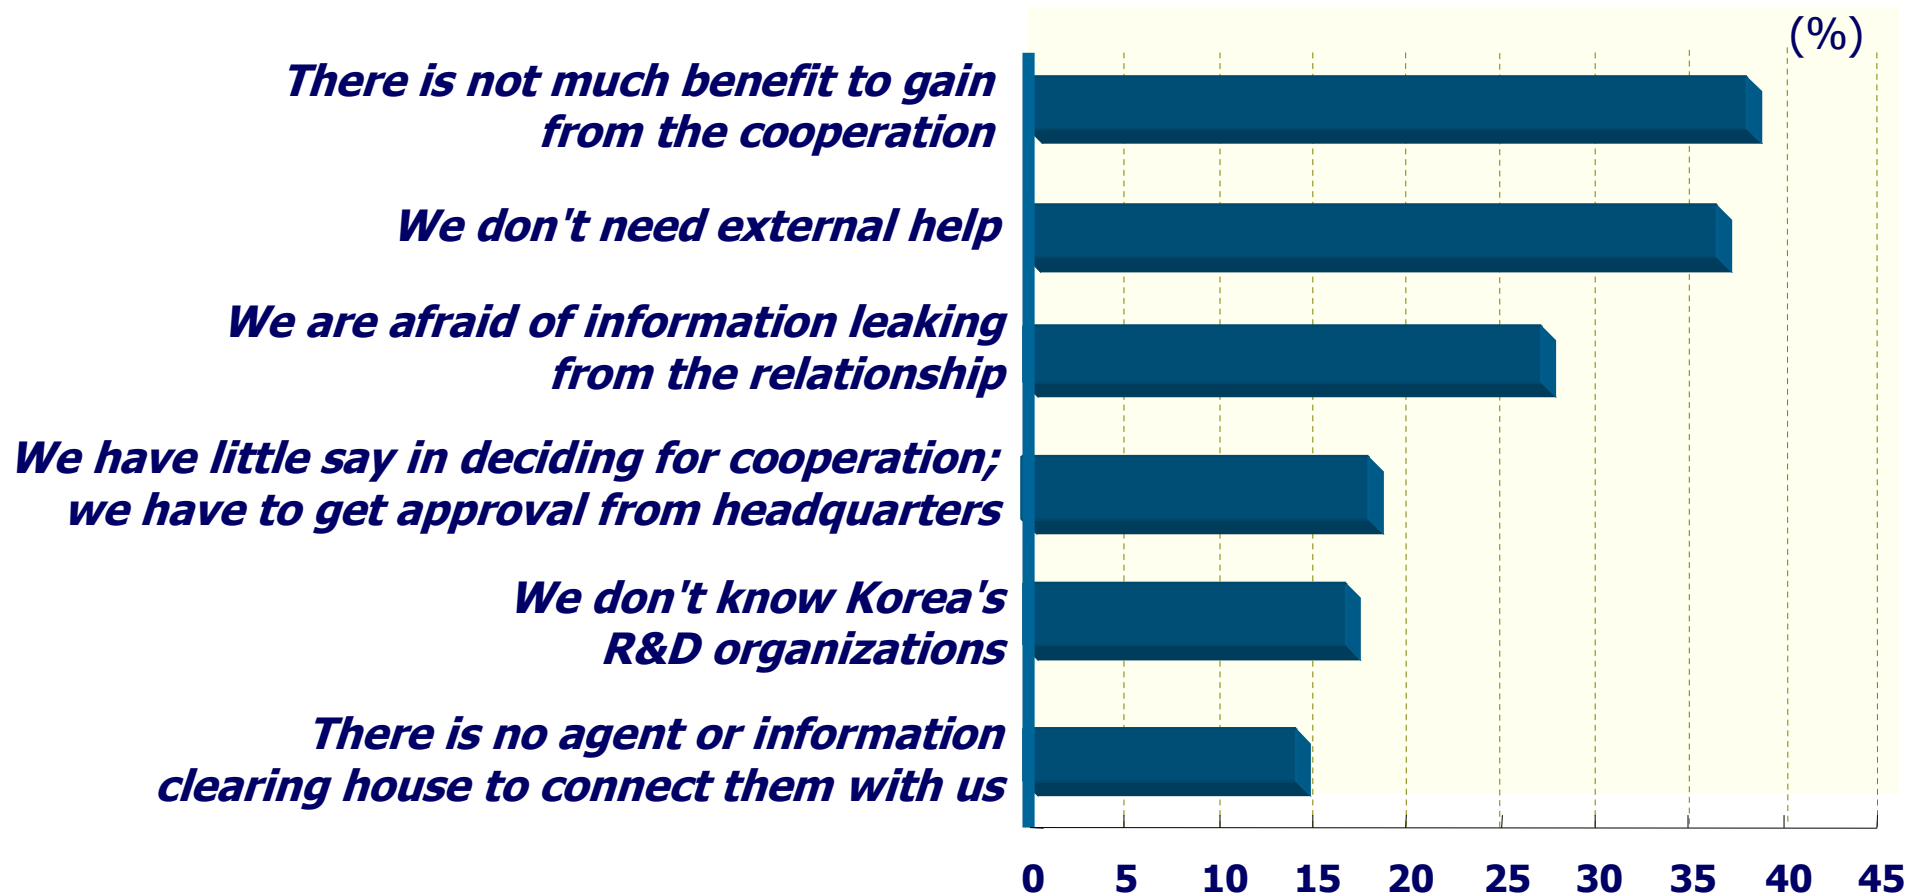 (%)
There is not much benefit to gain
from the cooperation
We don't need external help
We are afraid of information leaking
from the relationship
We have little say in deciding for cooperation;
we have to get approval from headquarters
We don't know Korea's
R&D organizations
There is no agent or information
clearing house to connect them with us
0 5 10 15 20 25 30 35 40 45